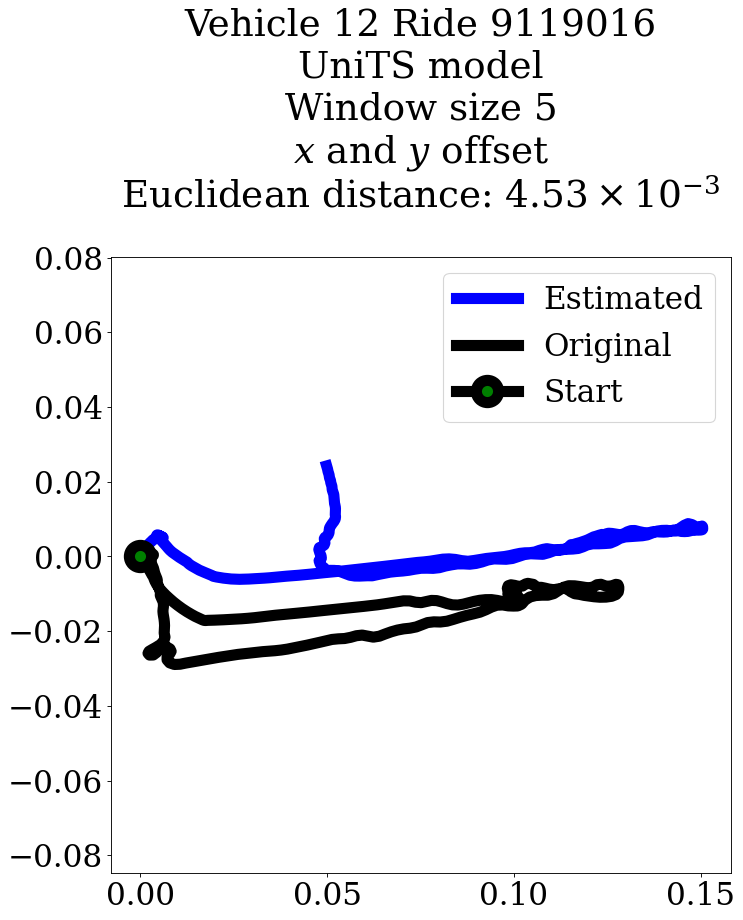 Vehicle 12 Ride 9119016
UniTS model
Window size 5
x and y offset
Euclidean distance: 4.53 × 10⁻³
0.08
0.06
0.04
0.02
0.00
−0.02
−0.04
−0.06
−0.08
Estimated
Original
Start
0.00 0.05 0.10 0.15